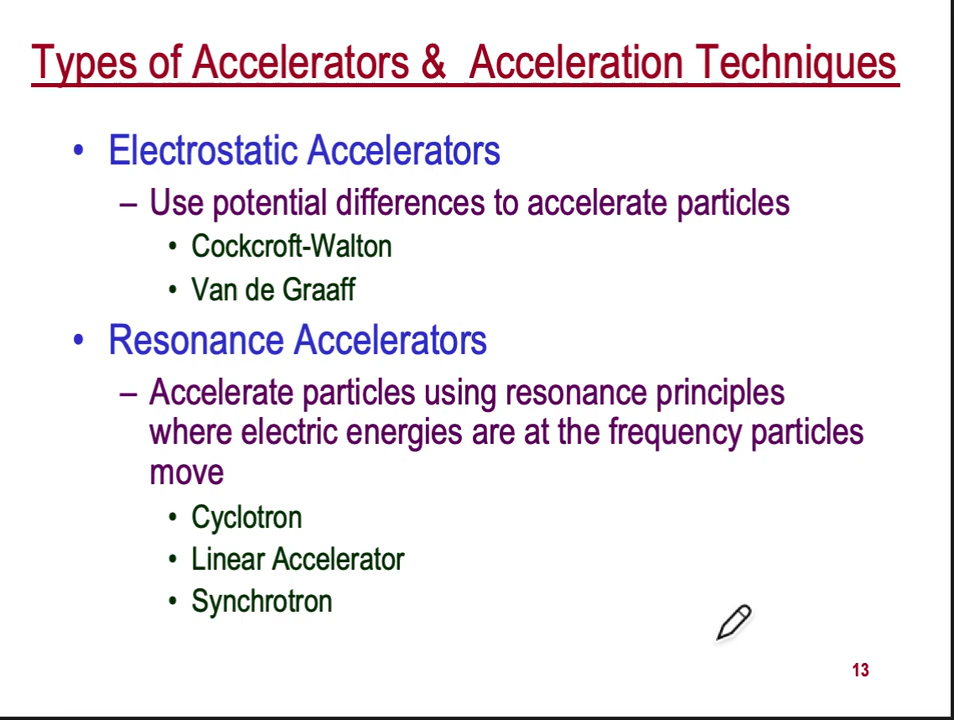 Types of Accelerators & Acceleration Techniques
• Electrostatic Accelerators
– Use potential differences to accelerate particles
• Cockcroft-Walton
• Van de Graaff
• Resonance Accelerators
– Accelerate particles using resonance principles
where electric energies are at the frequency particles
move
• Cyclotron
• Linear Accelerator
• Synchrotron
13